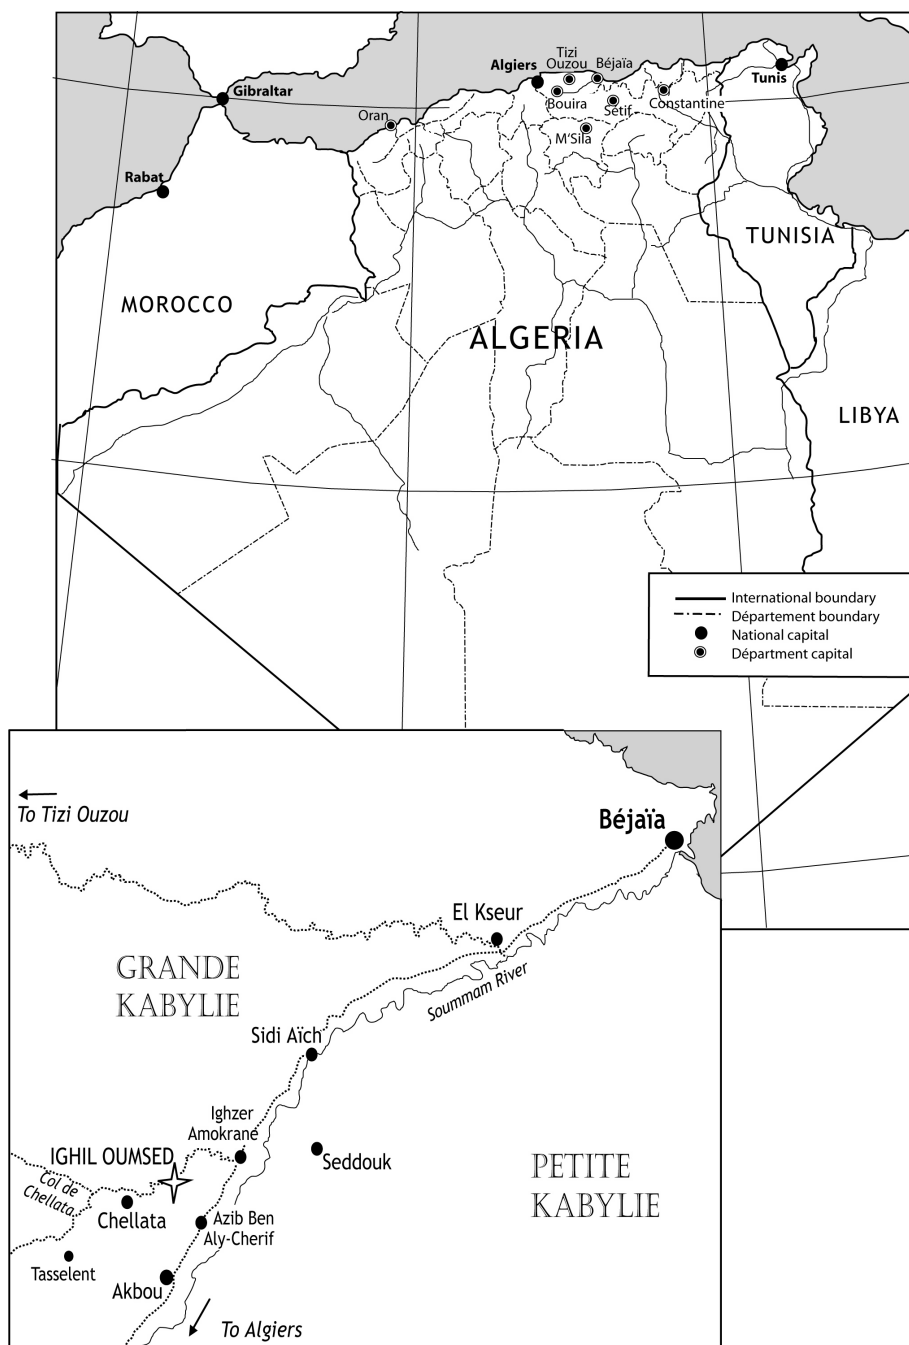 Tizi
Ouzou
Béjaïa
Algiers
Tunis
Gibraltar
Bouira
Sétif
Constantine
Oran
M'Sila
Rabat
TUNISIA
MOROCCO
ALGERIA
LIBYA
International boundary
Département boundary
National capital
Départment capital
To Tizi Ouzou
Béjaïa
El Kseur
GRANDE
KABYLIE
Soummam River
Sidi Aïch
Ighzer
Amokrane
IGHIL OUMSED
Seddouk
PETITE
KABYLIE
Col de
Chellata
Chellata
Azib Ben
Aly-Cherif
Tasselent
Akbou
To Algiers